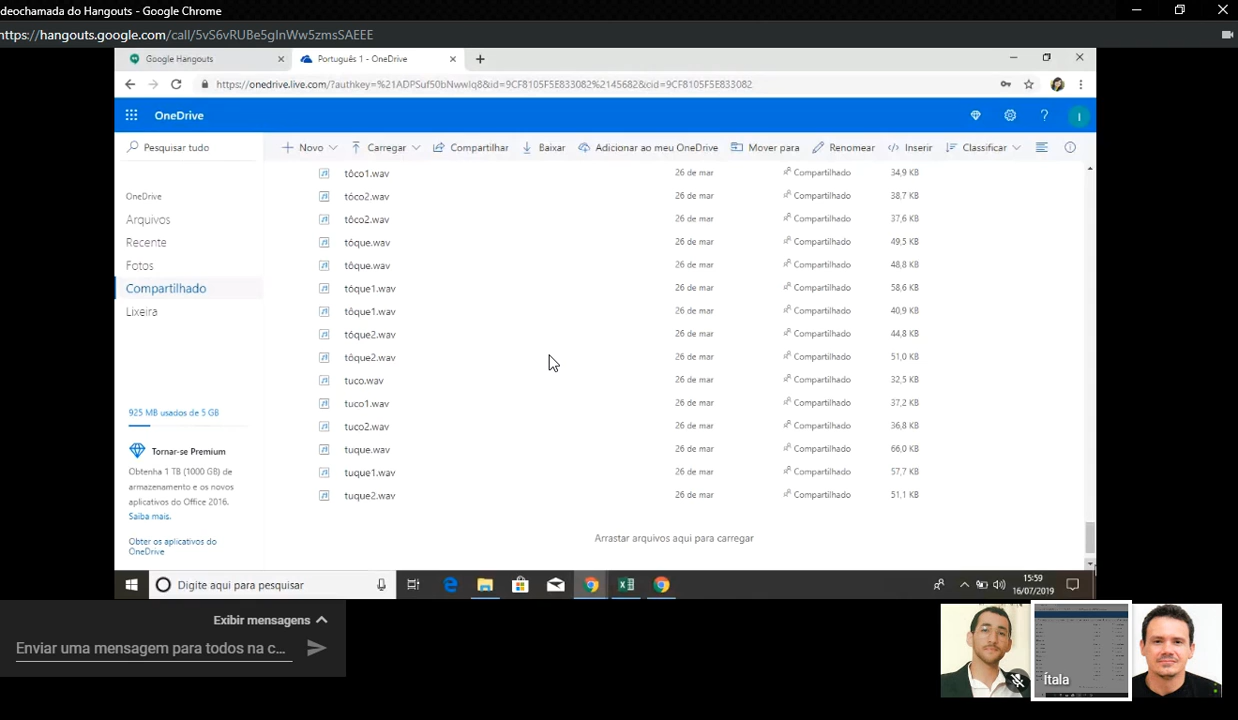 deochamada do Hangouts - Google Chrome
https://hangouts.google.com/call/5vS6vRUBe5gInWw5zmsSAEEE
Google Hangouts
Português 1 - OneDrive
https://onedrive.live.com/?authkey=%21ADPSuf50bNwwIq8&id=9CF8105F5E833082%2145682&cid=9CF8105F5E833082
OneDrive
?
I
Pesquisar tudo
Novo
Carregar
Compartilhar
Baixar
Adicionar ao meu OneDrive
Mover para
Renomear
Inserir
Classificar
OneDrive
Arquivos
Recente
Fotos
Compartilhado
Lixeira
925 MB usados de 5 GB
Tornar-se Premium
Obtenha 1 TB (1000 GB) de
armazenamento e os novos
aplicativos do Office 2016.
Saiba mais.
Obter os aplicativos do
OneDrive
tôco1.wav 26 de mar Compartilhado 34,9 KB
tóco2.wav 26 de mar Compartilhado 38,7 KB
tôco2.wav 26 de mar Compartilhado 37,6 KB
tóque.wav 26 de mar Compartilhado 49,5 KB
tôque.wav 26 de mar Compartilhado 48,8 KB
tóque1.wav 26 de mar Compartilhado 58,6 KB
tôque1.wav 26 de mar Compartilhado 40,9 KB
tóque2.wav 26 de mar Compartilhado 44,8 KB
tôque2.wav 26 de mar Compartilhado 51,0 KB
tuco.wav 26 de mar Compartilhado 32,5 KB
tuco1.wav 26 de mar Compartilhado 37,2 KB
tuco2.wav 26 de mar Compartilhado 36,8 KB
tuque.wav 26 de mar Compartilhado 66,0 KB
tuque1.wav 26 de mar Compartilhado 57,7 KB
tuque2.wav 26 de mar Compartilhado 51,1 KB
Arrastar arquivos aqui para carregar
Digite aqui para pesquisar
15:59
16/07/2019
Exibir mensagens
Enviar uma mensagem para todos na c...
Ítala